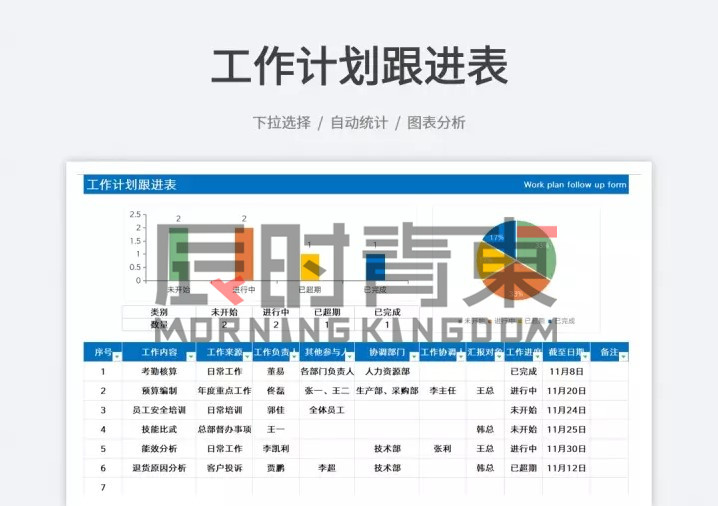 工作计划跟进表
下拉选择 / 自动统计 / 图表分析
工作计划跟进表 Work plan follow up form
2.5
2
1.5
1
0.5
0
2 2 1 1
未开始 进行中 已超期 已完成
17%
33%
33%
未开始 进行中 已超期 已完成
类别 未开始 进行中 已超期 已完成
数量 2 2 1 1
MORNING KINGDOM
序号 工作内容 工作来源 工作负责人 其他参与人 协调部门 工作协调人 汇报对象 工作进度 截至日期 备注
1 考勤核算 日常工作 董易 各部门负责人 人力资源部 已完成 11月8日
2 预算编制 年度重点工作 佟磊 张一、王二 生产部、采购部 李主任 王总 进行中 11月20日
3 员工安全培训 日常培训 郭佳 全体员工 未开始 11月24日
4 技能比武 总部督办事项 王一 韩总 未开始 11月25日
5 能效分析 日常工作 李凯利 技术部 张利 王总 进行中 11月30日
6 退货原因分析 客户投诉 贾鹏 李超 技术部 韩总 已超期 11月12日
7